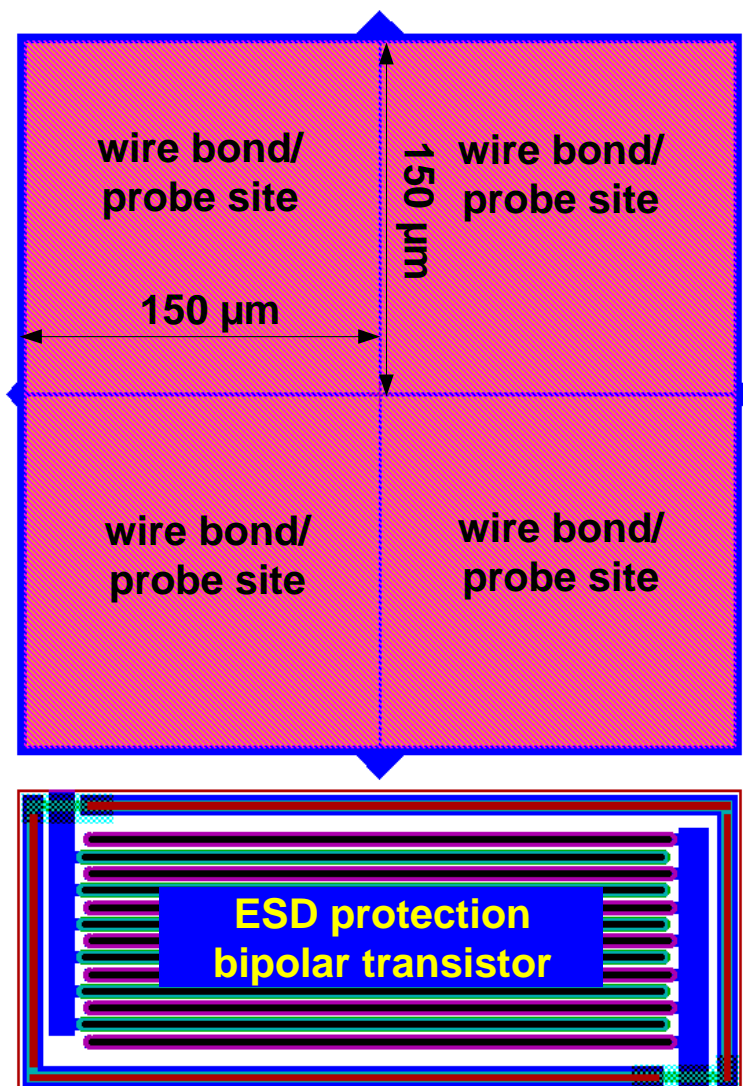 wire bond/
probe site
wire bond/
probe site
150 µm
150 µm
wire bond/
probe site
wire bond/
probe site
ESD protection
bipolar transistor